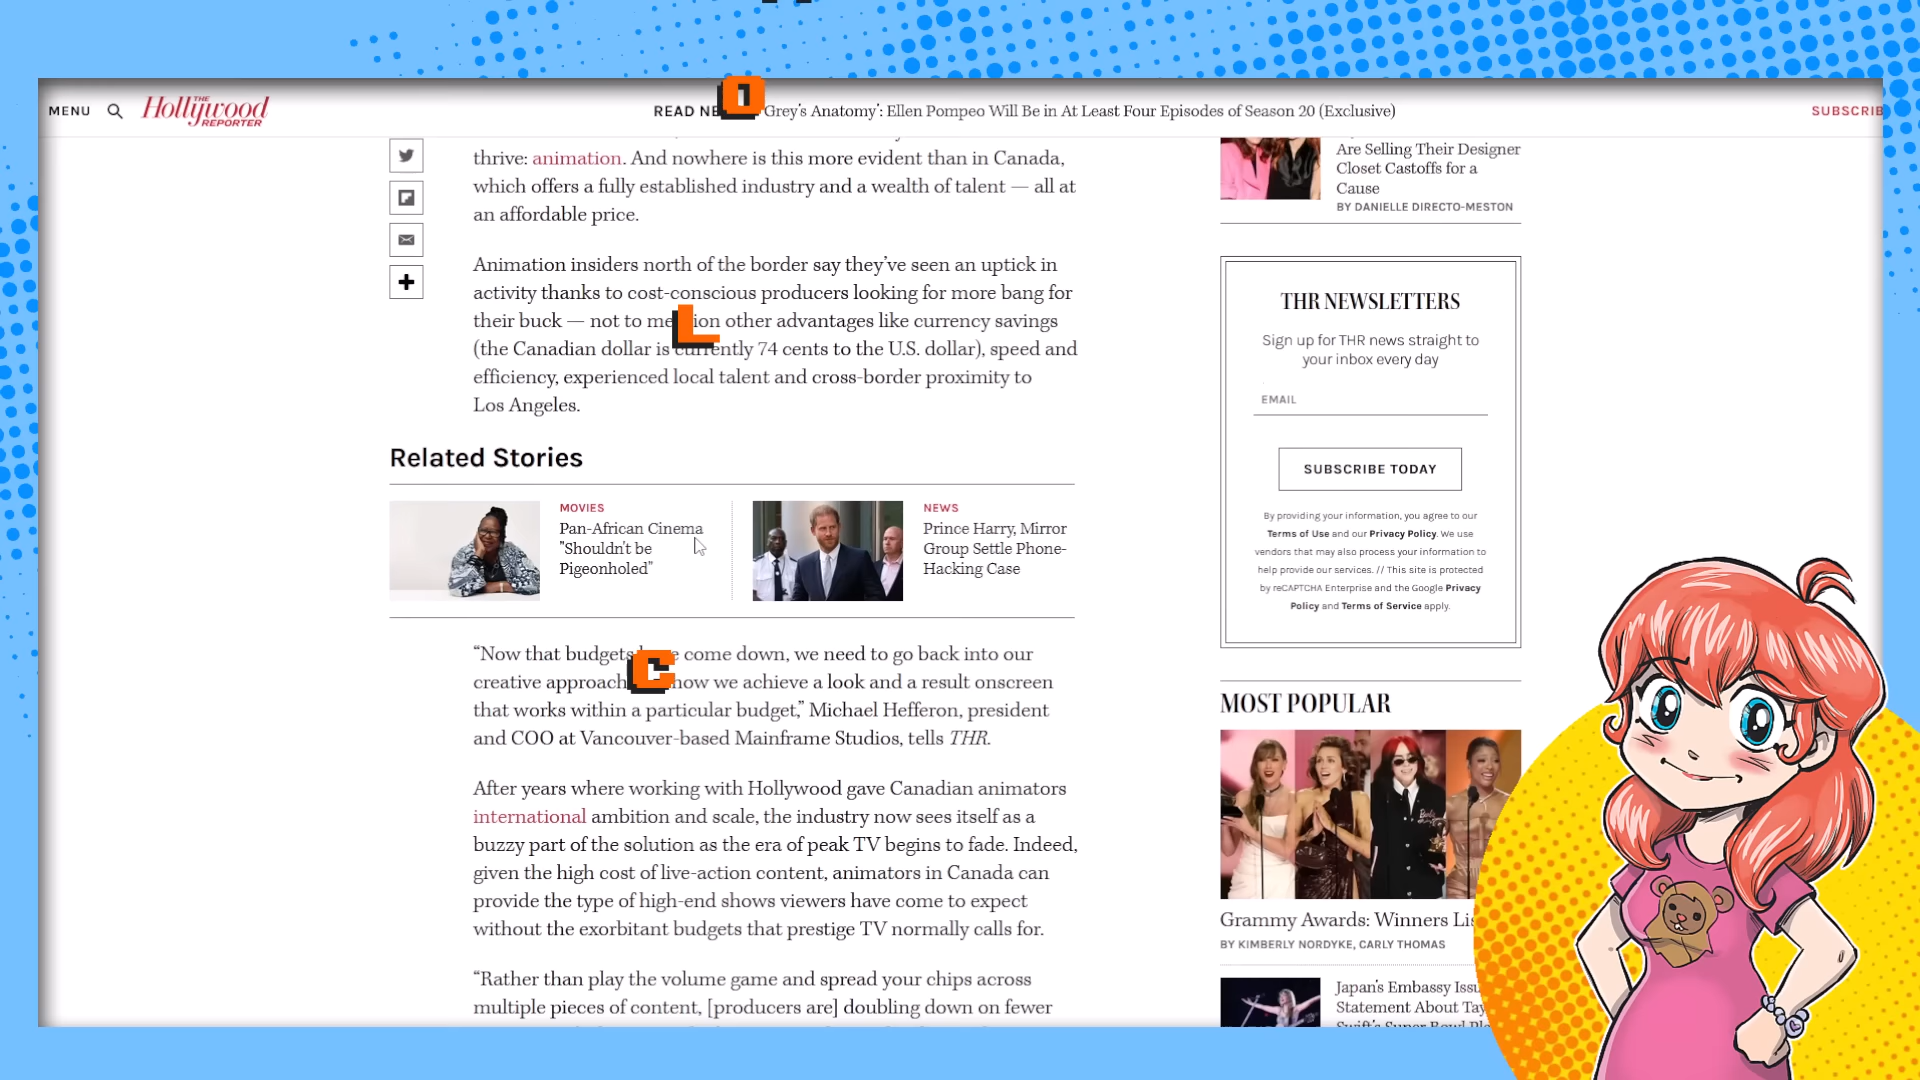 MENU
THE
Hollywood
REPORTER
READ NE
Grey's Anatomy': Ellen Pompeo Will Be in At Least Four Episodes of Season 20 (Exclusive)
SUBSCRIB
thrive: animation. And nowhere is this more evident than in Canada,
which offers a fully established industry and a wealth of talent — all at
an affordable price.
Animation insiders north of the border say they've seen an uptick in
activity thanks to cost-conscious producers looking for more bang for
their buck — not to me ion other advantages like currency savings
(the Canadian dollar is currently 74 cents to the U.S. dollar), speed and
efficiency, experienced local talent and cross-border proximity to
Los Angeles.
O
L
C
Related Stories
MOVIES
Pan-African Cinema
"Shouldn't be
Pigeonholed"
NEWS
Prince Harry, Mirror
Group Settle Phone-
Hacking Case
“Now that budgets come down, we need to go back into our
creative approach how we achieve a look and a result onscreen
that works within a particular budget,” Michael Hefferon, president
and COO at Vancouver-based Mainframe Studios, tells THR.
After years where working with Hollywood gave Canadian animators
international ambition and scale, the industry now sees itself as a
buzzy part of the solution as the era of peak TV begins to fade. Indeed,
given the high cost of live-action content, animators in Canada can
provide the type of high-end shows viewers have come to expect
without the exorbitant budgets that prestige TV normally calls for.
“Rather than play the volume game and spread your chips across
multiple pieces of content, [producers are] doubling down on fewer
Are Selling Their Designer
Closet Castoffs for a
Cause
BY DANIELLE DIRECTO-MESTON
THR NEWSLETTERS
Sign up for THR news straight to
your inbox every day
EMAIL
SUBSCRIBE TODAY
By providing your information, you agree to our
Terms of Use and our Privacy Policy. We use
vendors that may also process your information to
help provide our services. // This site is protected
by reCAPTCHA Enterprise and the Google Privacy
Policy and Terms of Service apply.
MOST POPULAR
Grammy Awards: Winners Li
BY KIMBERLY NORDYKE, CARLY THOMAS
Japan's Embassy Issu
Statement About Tay
Swift's Super Bowl Pl